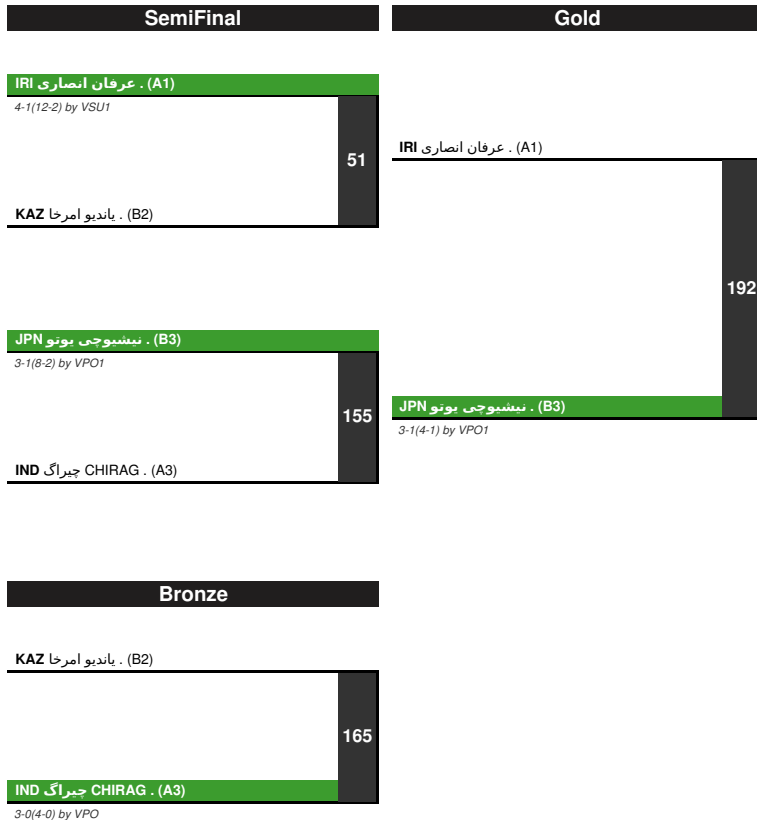 SemiFinal
IRI عرفان انصاری . (A1)
4-1(12-2) by VSU1
51
KAZ یاندیو امرخا . (B2)
JPN نیشیوچی یوتو . (B3)
3-1(8-2) by VPO1
155
IND چیراگ CHIRAG . (A3)
Gold
IRI عرفان انصاری . (A1)
192
JPN نیشیوچی یوتو . (B3)
3-1(4-1) by VPO1
Bronze
KAZ یاندیو امرخا . (B2)
165
IND چیراگ CHIRAG . (A3)
3-0(4-0) by VPO